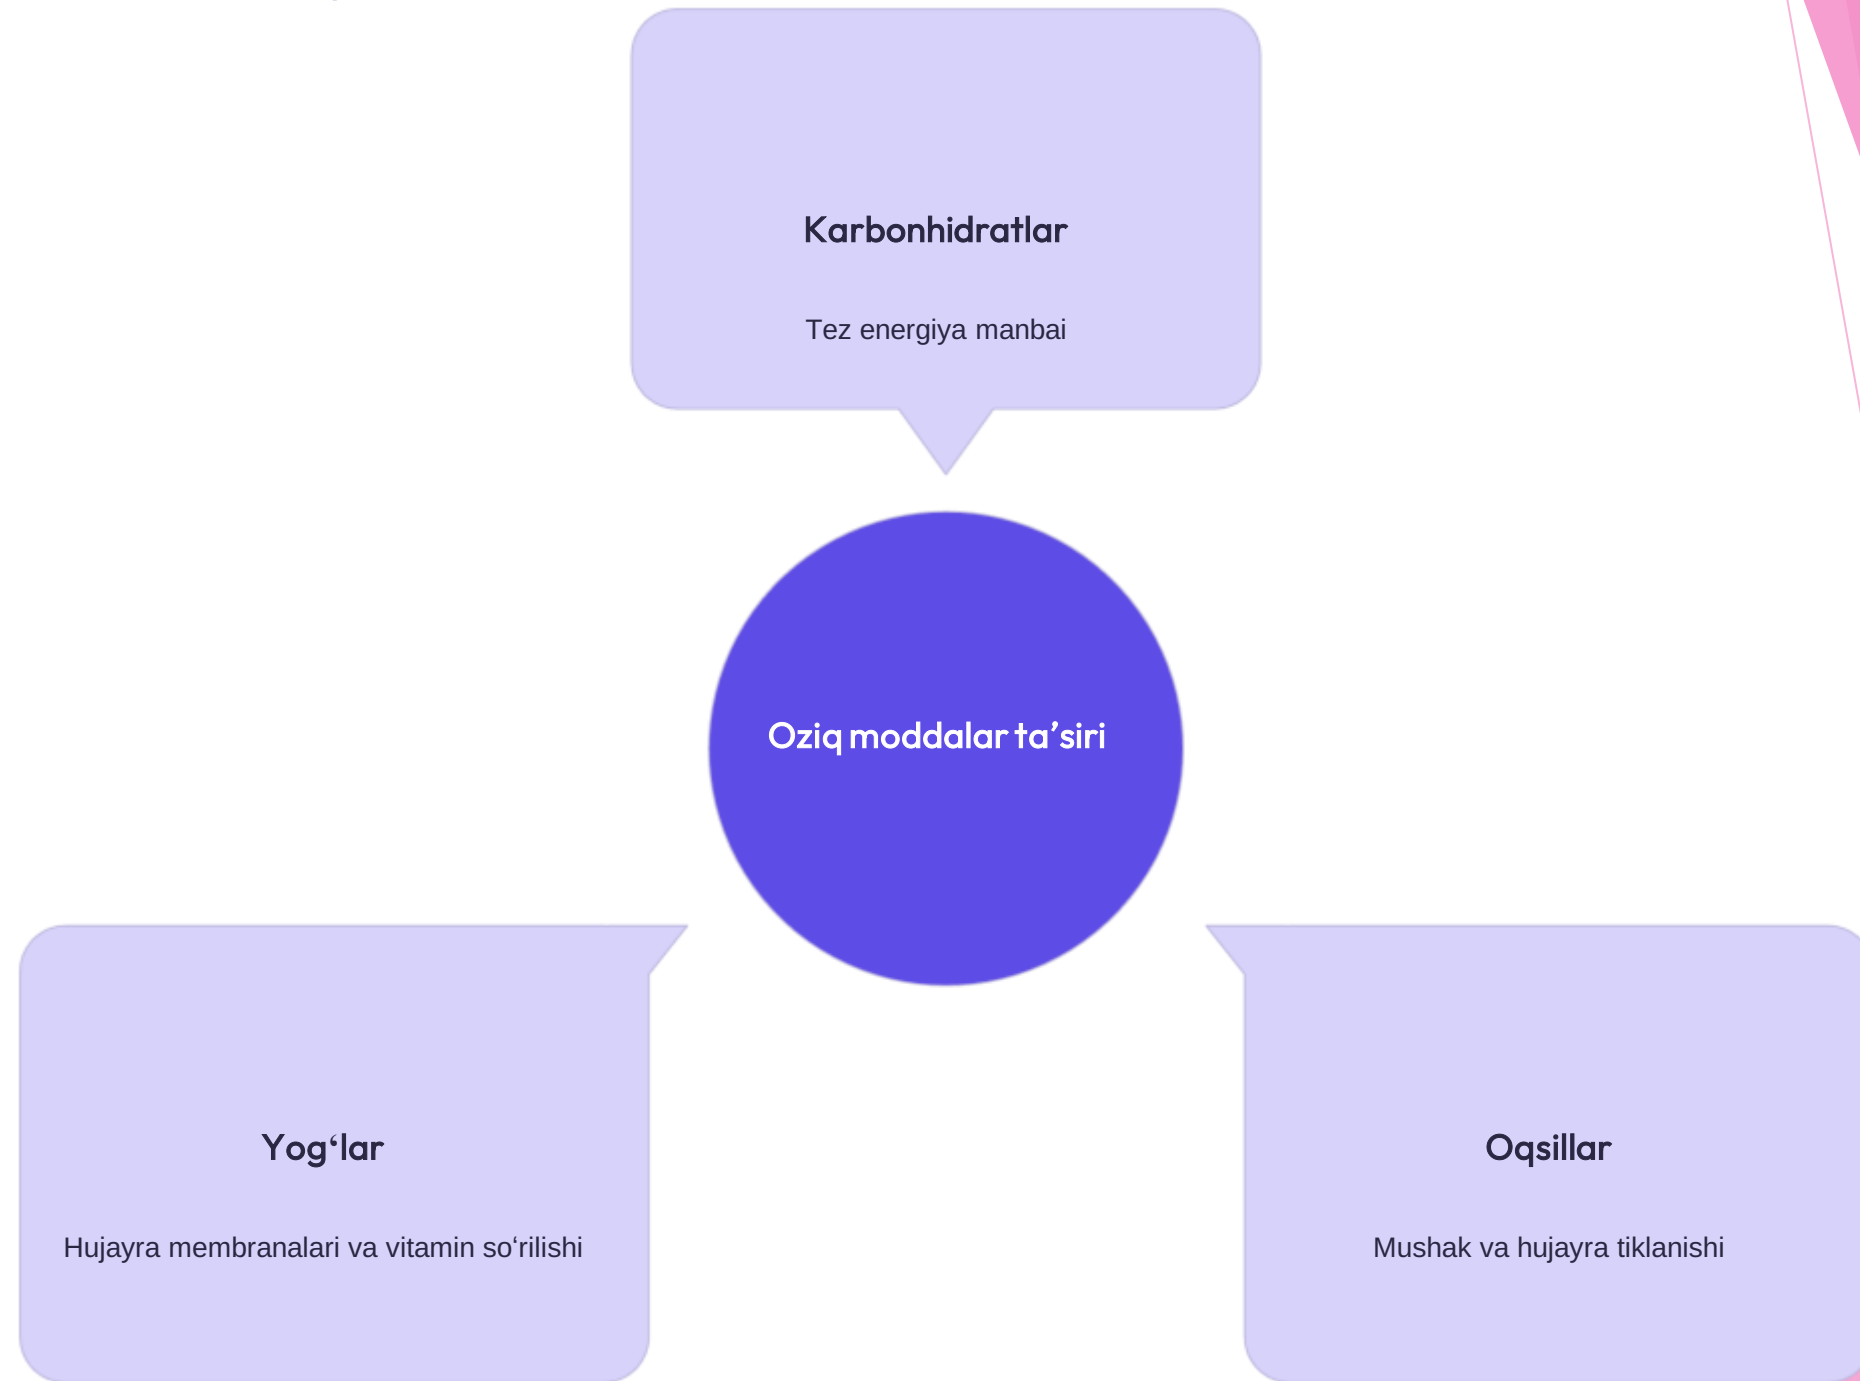 Karbonhidratlar
Tez energiya manbai
Oziq moddalar ta’siri
Yog‘lar
Hujayra membranalari va vitamin so‘rilishi
Oqsillar
Mushak va hujayra tiklanishi